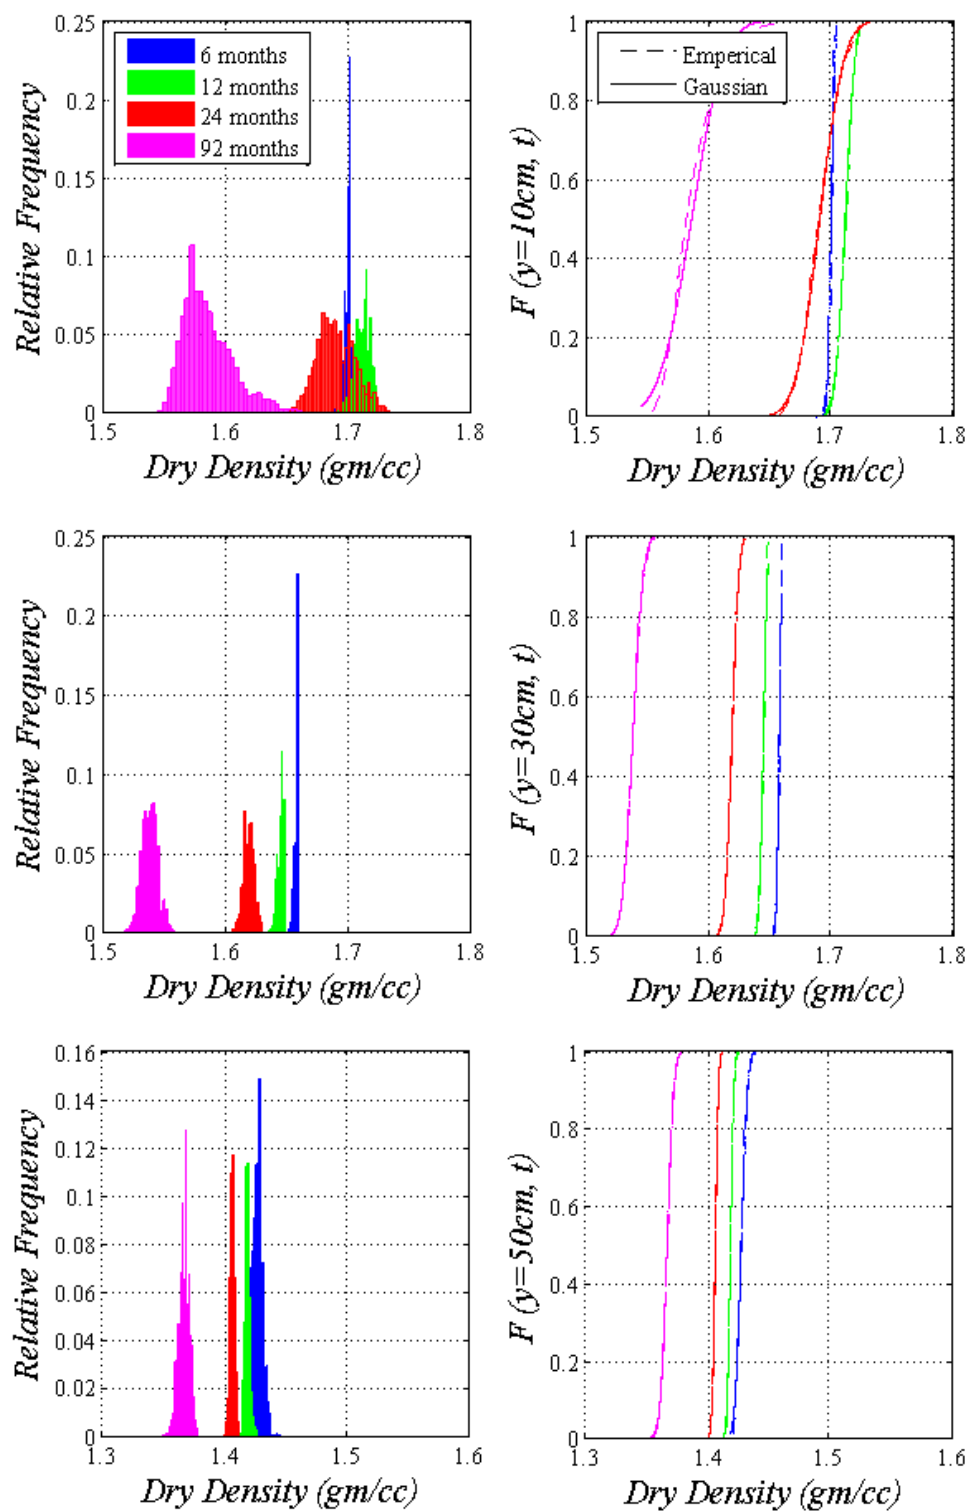 0.25
0.2
0.15
0.1
0.05
0
1.5 1.6 1.7 1.8
Relative Frequency
Dry Density (gm/cc)
6 months
12 months
24 months
92 months
1
0.8
0.6
0.4
0.2
0
1.5 1.6 1.7 1.8
F (y=10cm, t)
Dry Density (gm/cc)
Emperical
Gaussian
0.25
0.2
0.15
0.1
0.05
0
1.5 1.6 1.7 1.8
Relative Frequency
Dry Density (gm/cc)
1
0.8
0.6
0.4
0.2
0
1.5 1.6 1.7 1.8
F (y=30cm, t)
Dry Density (gm/cc)
0.16
0.14
0.12
0.1
0.08
0.06
0.04
0.02
0
1.3 1.4 1.5 1.6
Relative Frequency
Dry Density (gm/cc)
1
0.8
0.6
0.4
0.2
0
1.3 1.4 1.5 1.6
F (y=50cm, t)
Dry Density (gm/cc)